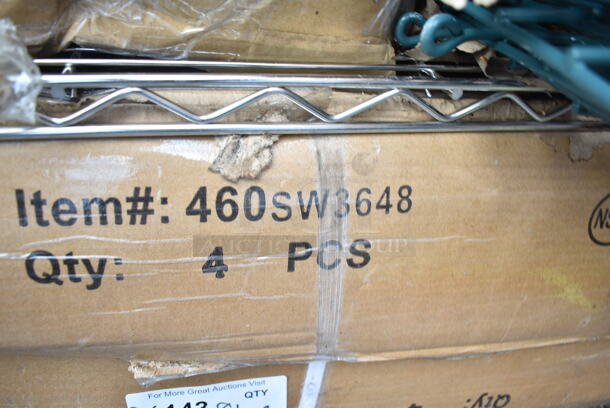 Item#: 460SW3648
Qty: 4 PCS
For More Great Auctions Visit
QTY